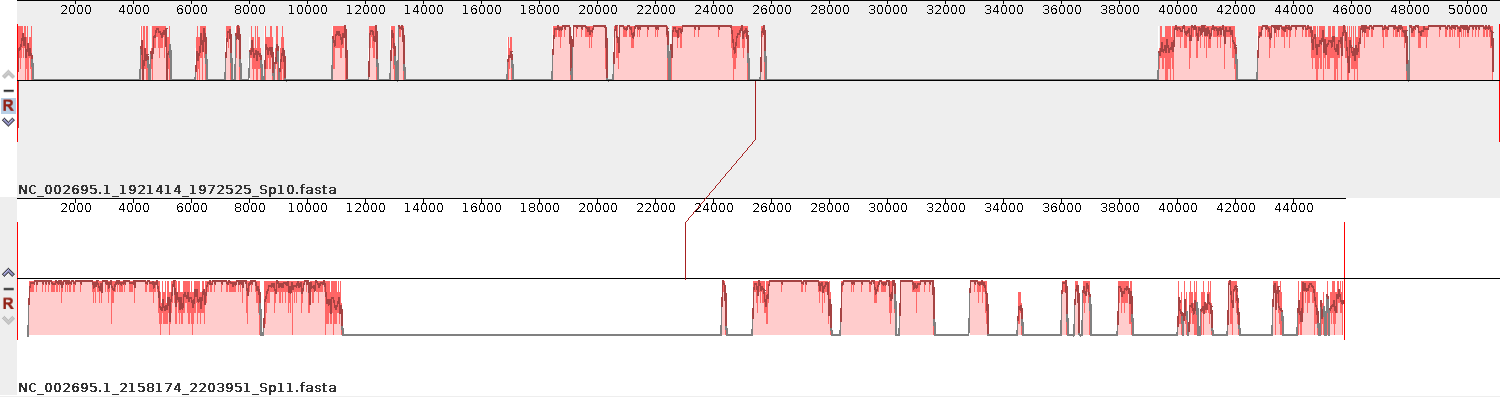 2000 4000 6000 8000 10000 12000 14000 16000 18000 20000 22000 24000 26000 28000 30000 32000 34000 36000 38000 40000 42000 44000 46000 48000 50000
R
NC_002695.1_1921414_1972525_Sp10.fasta
2000 4000 6000 8000 10000 12000 14000 16000 18000 20000 22000 24000 26000 28000 30000 32000 34000 36000 38000 40000 42000 44000
R
NC_002695.1_2158174_2203951_Sp11.fasta